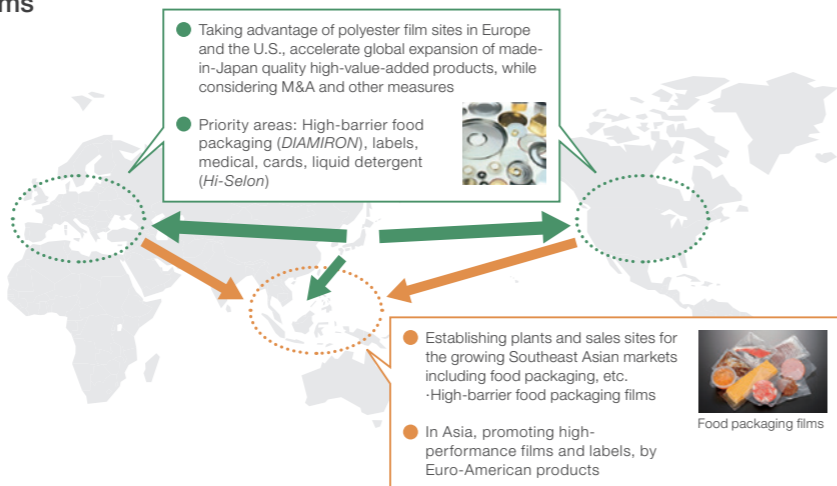 Taking advantage of polyester film sites in Europe
and the U.S., accelerate global expansion of made-
in-Japan quality high-value-added products, while
considering M&A and other measures
Priority areas: High-barrier food
packaging (DIAMIRON), labels,
medical, cards, liquid detergent
(Hi-Selon)
Establishing plants and sales sites for
the growing Southeast Asian markets
including food packaging, etc.
·High-barrier food packaging films
In Asia, promoting high-
performance films and labels, by
Euro-American products
Food packaging films